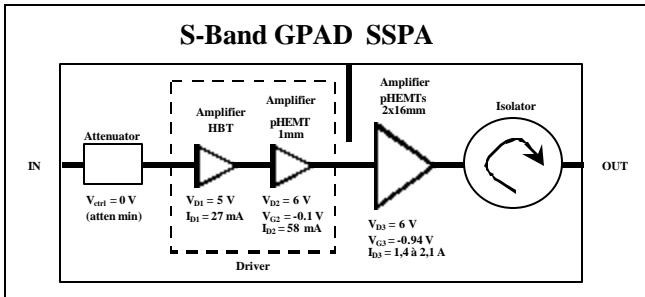 S-Band GPAD SSPA
Amplifier
pHEMTs
2x16mm
Amplifier
HBT
Amplifier
pHEMT
1mm
Isolator
Attenuator
IN
OUT
Vctrl = 0 V
(atten min)
VD1 = 5 V
ID1 = 27 mA
VD2 = 6 V
VG2 = -0.1 V
ID2 = 58 mA
VD3 = 6 V
VG3 = -0.94 V
ID3 = 1,4 à 2,1 A
Driver